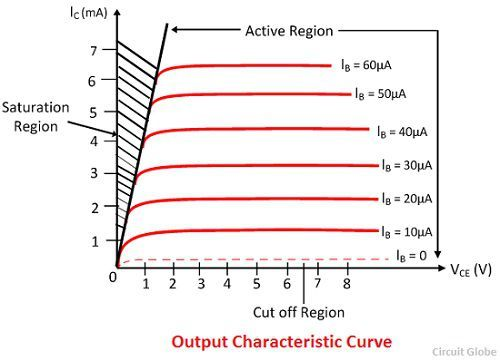 I_C (mA)
Active Region
7
6
5
4
3
2
1
0
Saturation
Region
I_B = 60µA
I_B = 50µA
I_B = 40µA
I_B = 30µA
I_B = 20µA
I_B = 10µA
I_B = 0
1 2 3 4 5 6 7 8
V_CE (V)
Cut off Region
Output Characteristic Curve
Circuit Globe